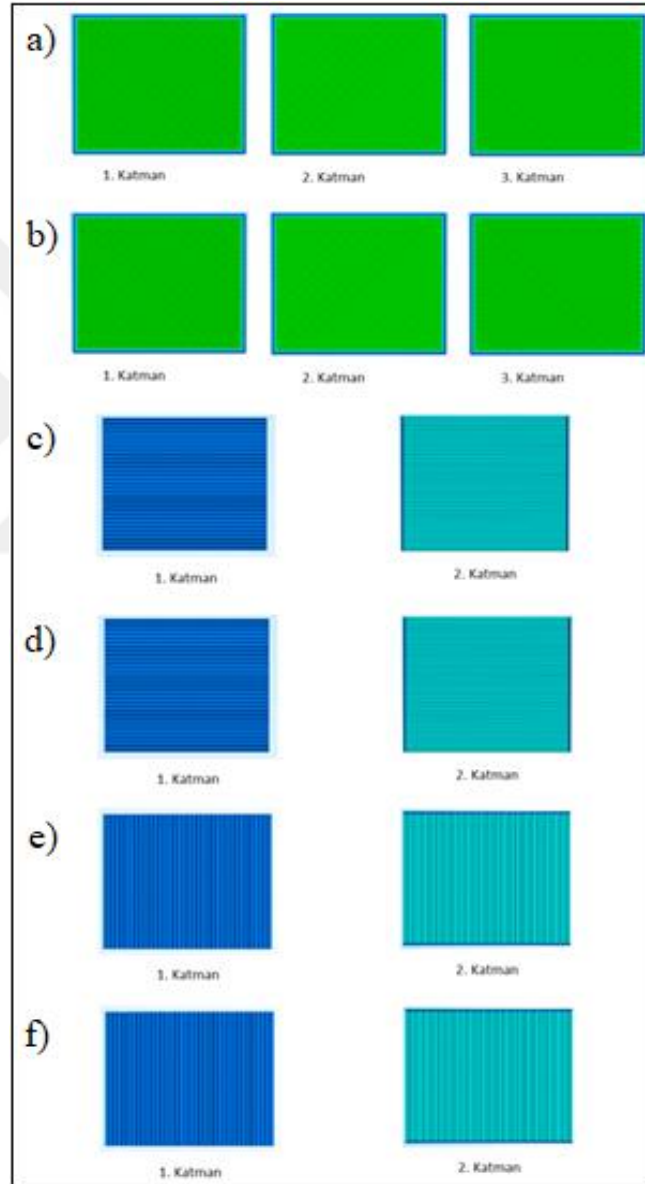 a)
1. Katman 2. Katman 3. Katman
b)
1. Katman 2. Katman 3. Katman
c)
1. Katman 2. Katman
d)
1. Katman 2. Katman
e)
1. Katman 2. Katman
f)
1. Katman 2. Katman